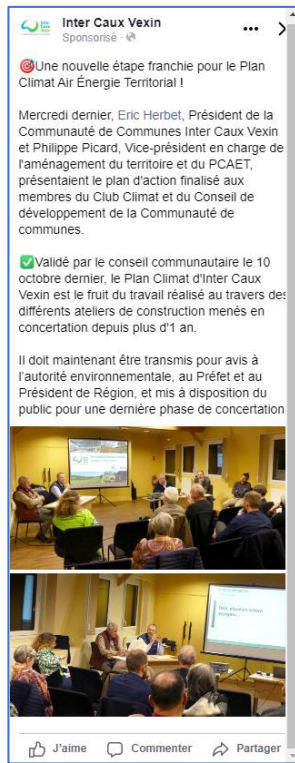 Inter Caux Vexin
Sponsorisé ·
🎯Une nouvelle étape franchie pour le Plan
Climat Air Énergie Territorial !
Mercredi dernier, Eric Herbet, Président de la
Communauté de Communes Inter Caux Vexin
et Philippe Picard, Vice-président en charge de
l'aménagement du territoire et du PCAET,
présentaient le plan d'action finalisé aux
membres du Club Climat et du Conseil de
développement de la Communauté de
communes.
✅Validé par le conseil communautaire le 10
octobre dernier, le Plan Climat d'Inter Caux
Vexin est le fruit du travail réalisé au travers des
différents ateliers de construction menés en
concertation depuis plus d'1 an.
Il doit maintenant être transmis pour avis à
l'autorité environnementale, au Préfet et au
Président de Région, et mis à disposition du
public pour une dernière phase de concertation
J'aime
Commenter
Partager